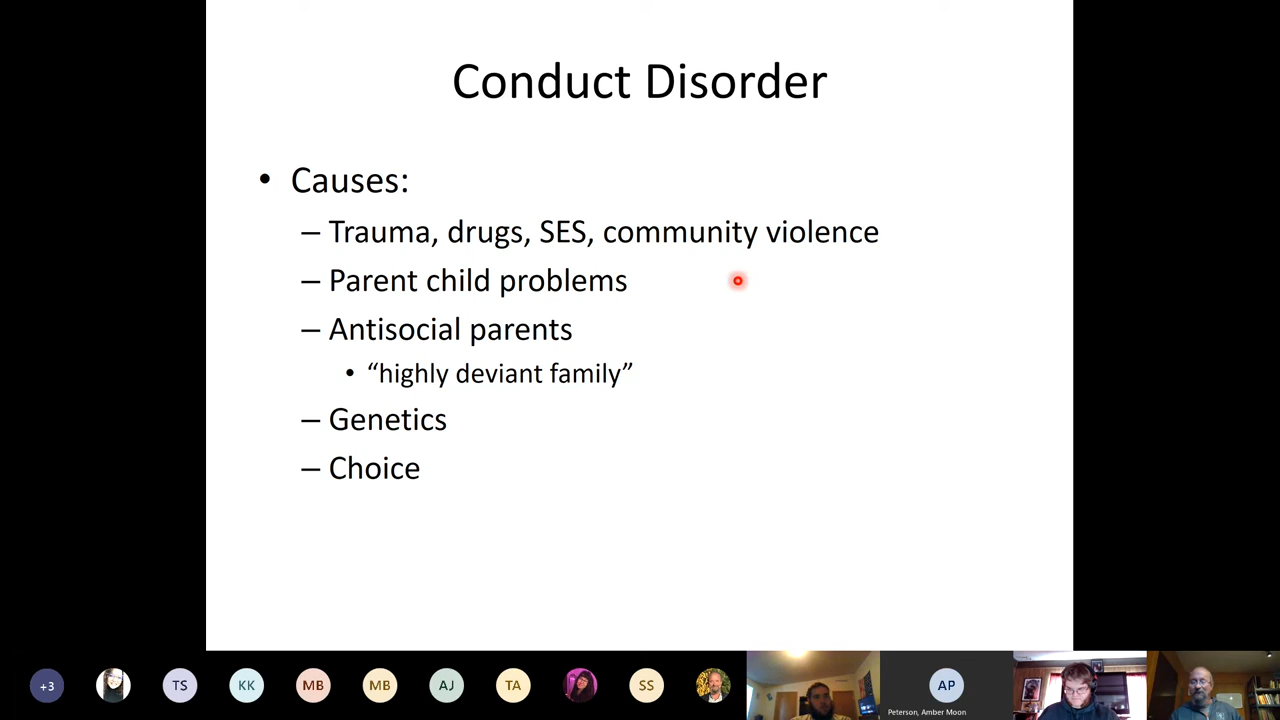 Conduct Disorder
• Causes:
– Trauma, drugs, SES, community violence
– Parent child problems
– Antisocial parents
• “highly deviant family”
– Genetics
– Choice
+3 TS KK MB MB AJ TA SS AP
Peterson, Amber Moon